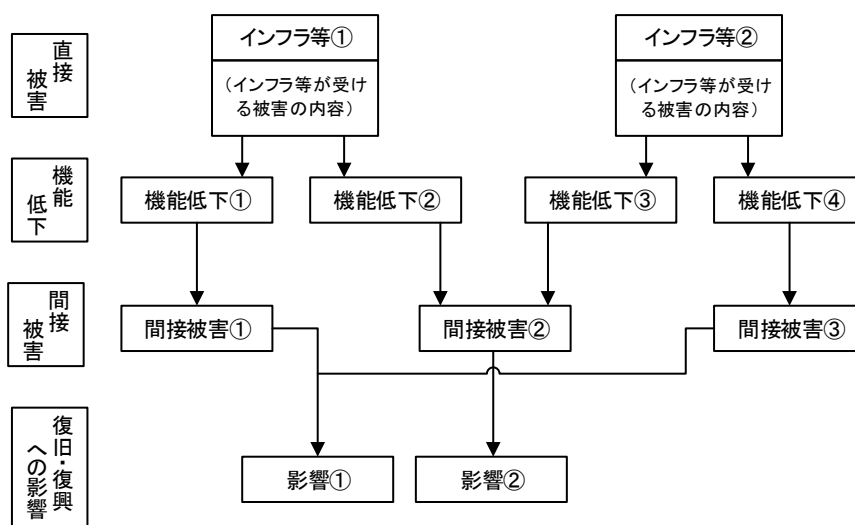 直接
被害
インフラ等①
(インフラ等が受け
る被害の内容)
インフラ等②
(インフラ等が受け
る被害の内容)
機能
低下
機能低下①
機能低下②
機能低下③
機能低下④
間接
被害
間接被害①
間接被害②
間接被害③
復旧・復興
への影響
影響①
影響②